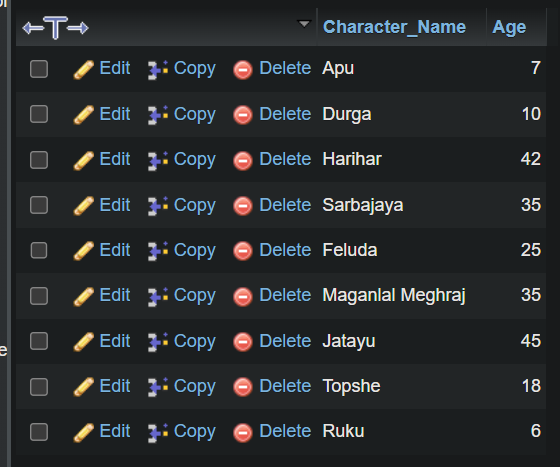 Character_Name Age
Edit Copy Delete Apu 7
Edit Copy Delete Durga 10
Edit Copy Delete Harihar 42
Edit Copy Delete Sarbajaya 35
Edit Copy Delete Feluda 25
Edit Copy Delete Maganlal Meghraj 35
Edit Copy Delete Jatayu 45
Edit Copy Delete Topshe 18
Edit Copy Delete Ruku 6